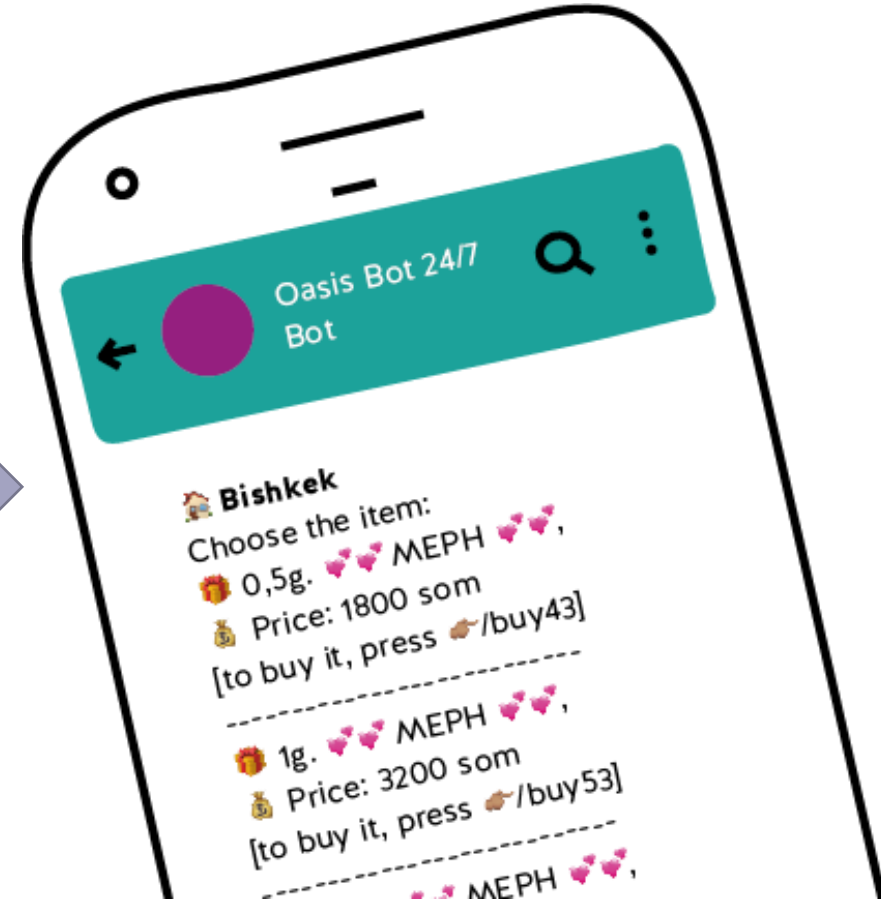 Oasis Bot 24/7
Bot
🏠 Bishkek
Choose the item:
🎁 0,5g. 💕💕 MEPH 💕💕,
💰 Price: 1800 som
[to buy it, press 👉🏽/buy43]
---------------------------
🎁 1g. 💕💕 MEPH 💕💕,
💰 Price: 3200 som
[to buy it, press 👉🏽/buy53]
---------------------------
💕 MEPH 💕💕,